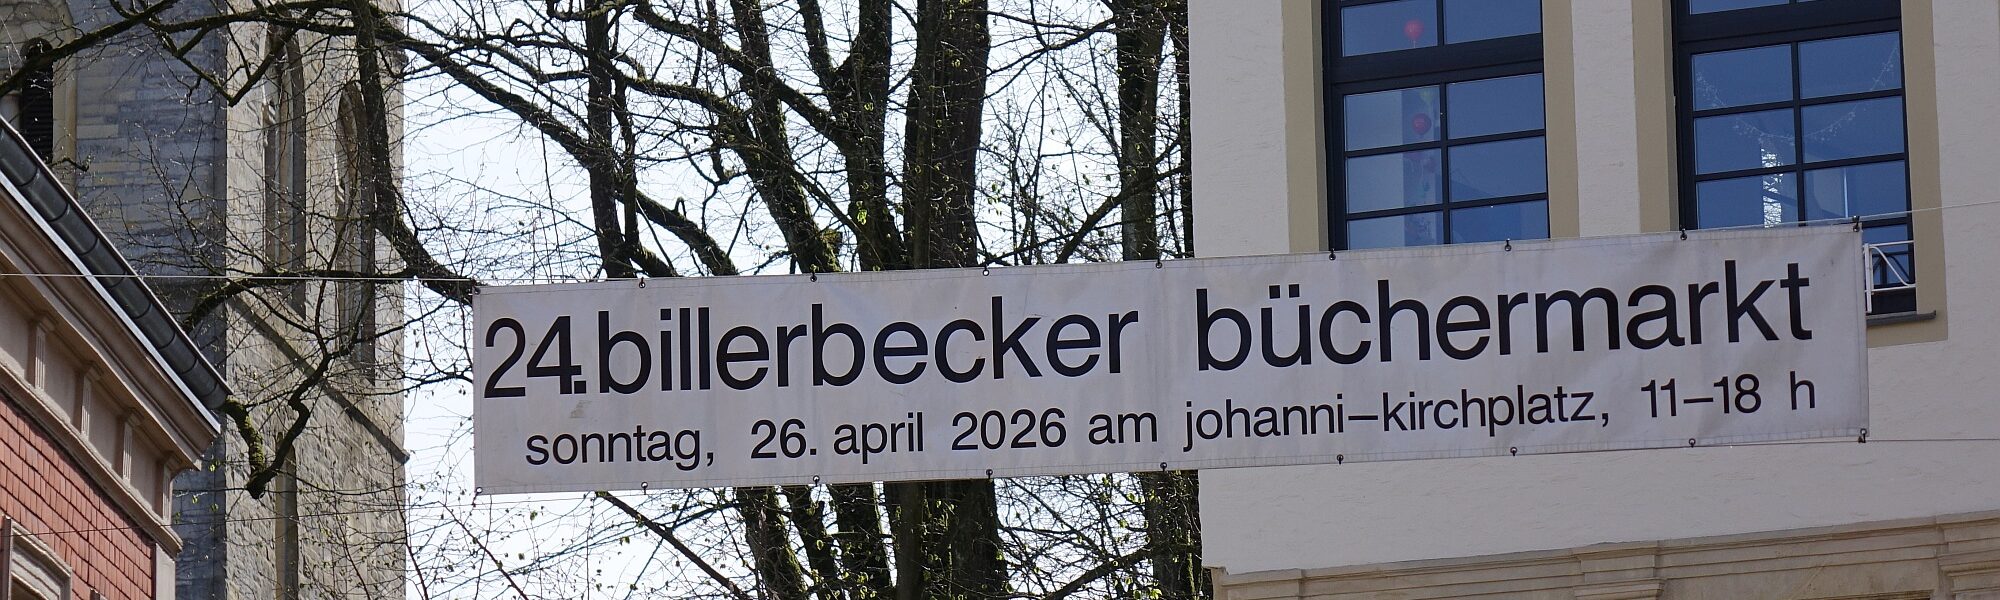 24.billerbecker büchermarkt
sonntag, 26. april 2026 am johanni–kirchplatz, 11–18 h